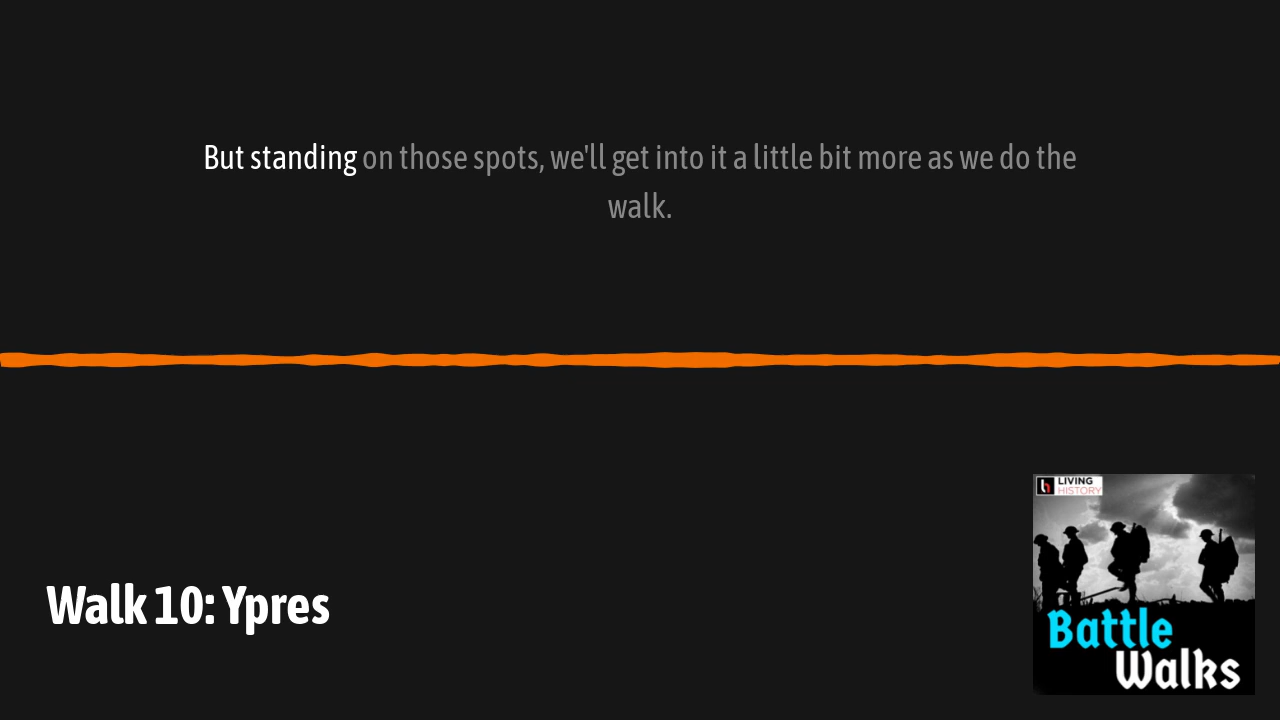 But standing on those spots, we'll get into it a little bit more as we do the
walk.
LIVING
HISTORY
Walk 10: Ypres
Battle
Walks